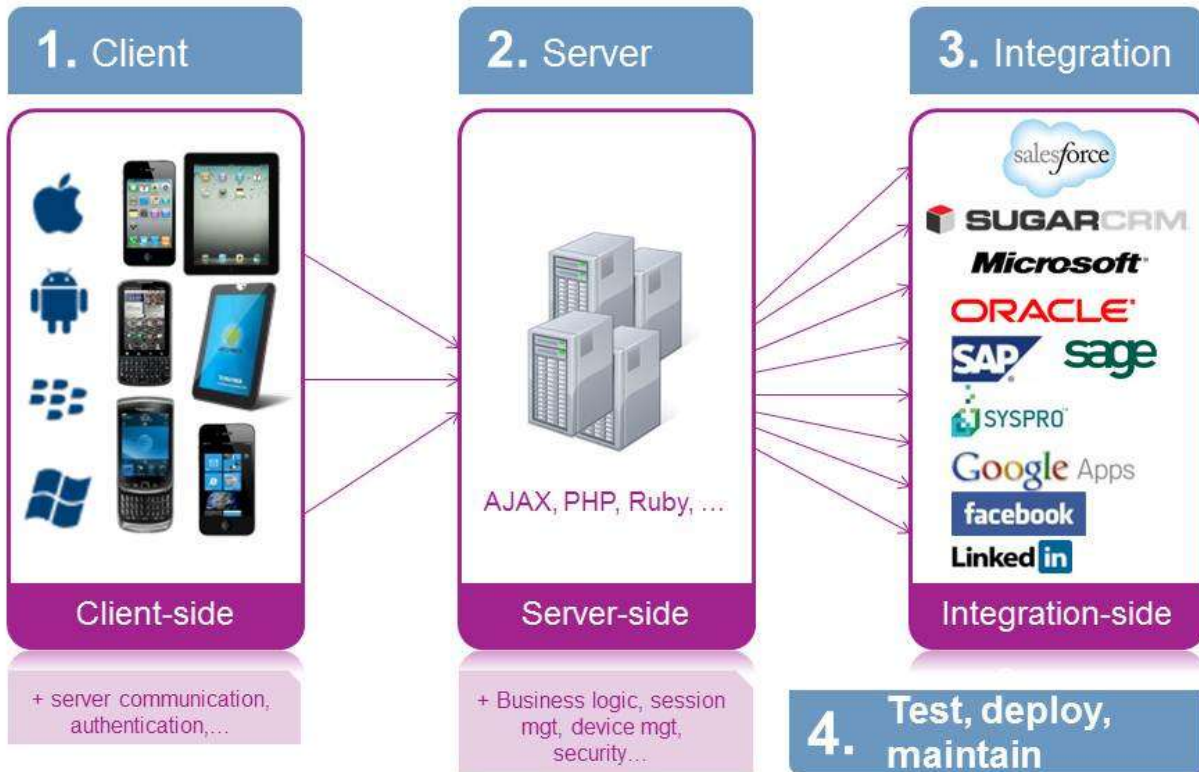 1. Client
2. Server
3. Integration
salesforce
SUGARCRM
Microsoft
ORACLE
SAP
sage
SYSPRO
Google Apps
facebook
Linked in
AJAX, PHP, Ruby, …
Client-side
Server-side
Integration-side
+ server communication,
authentication,…
+ Business logic, session
mgt, device mgt,
security…
4. Test, deploy,
maintain